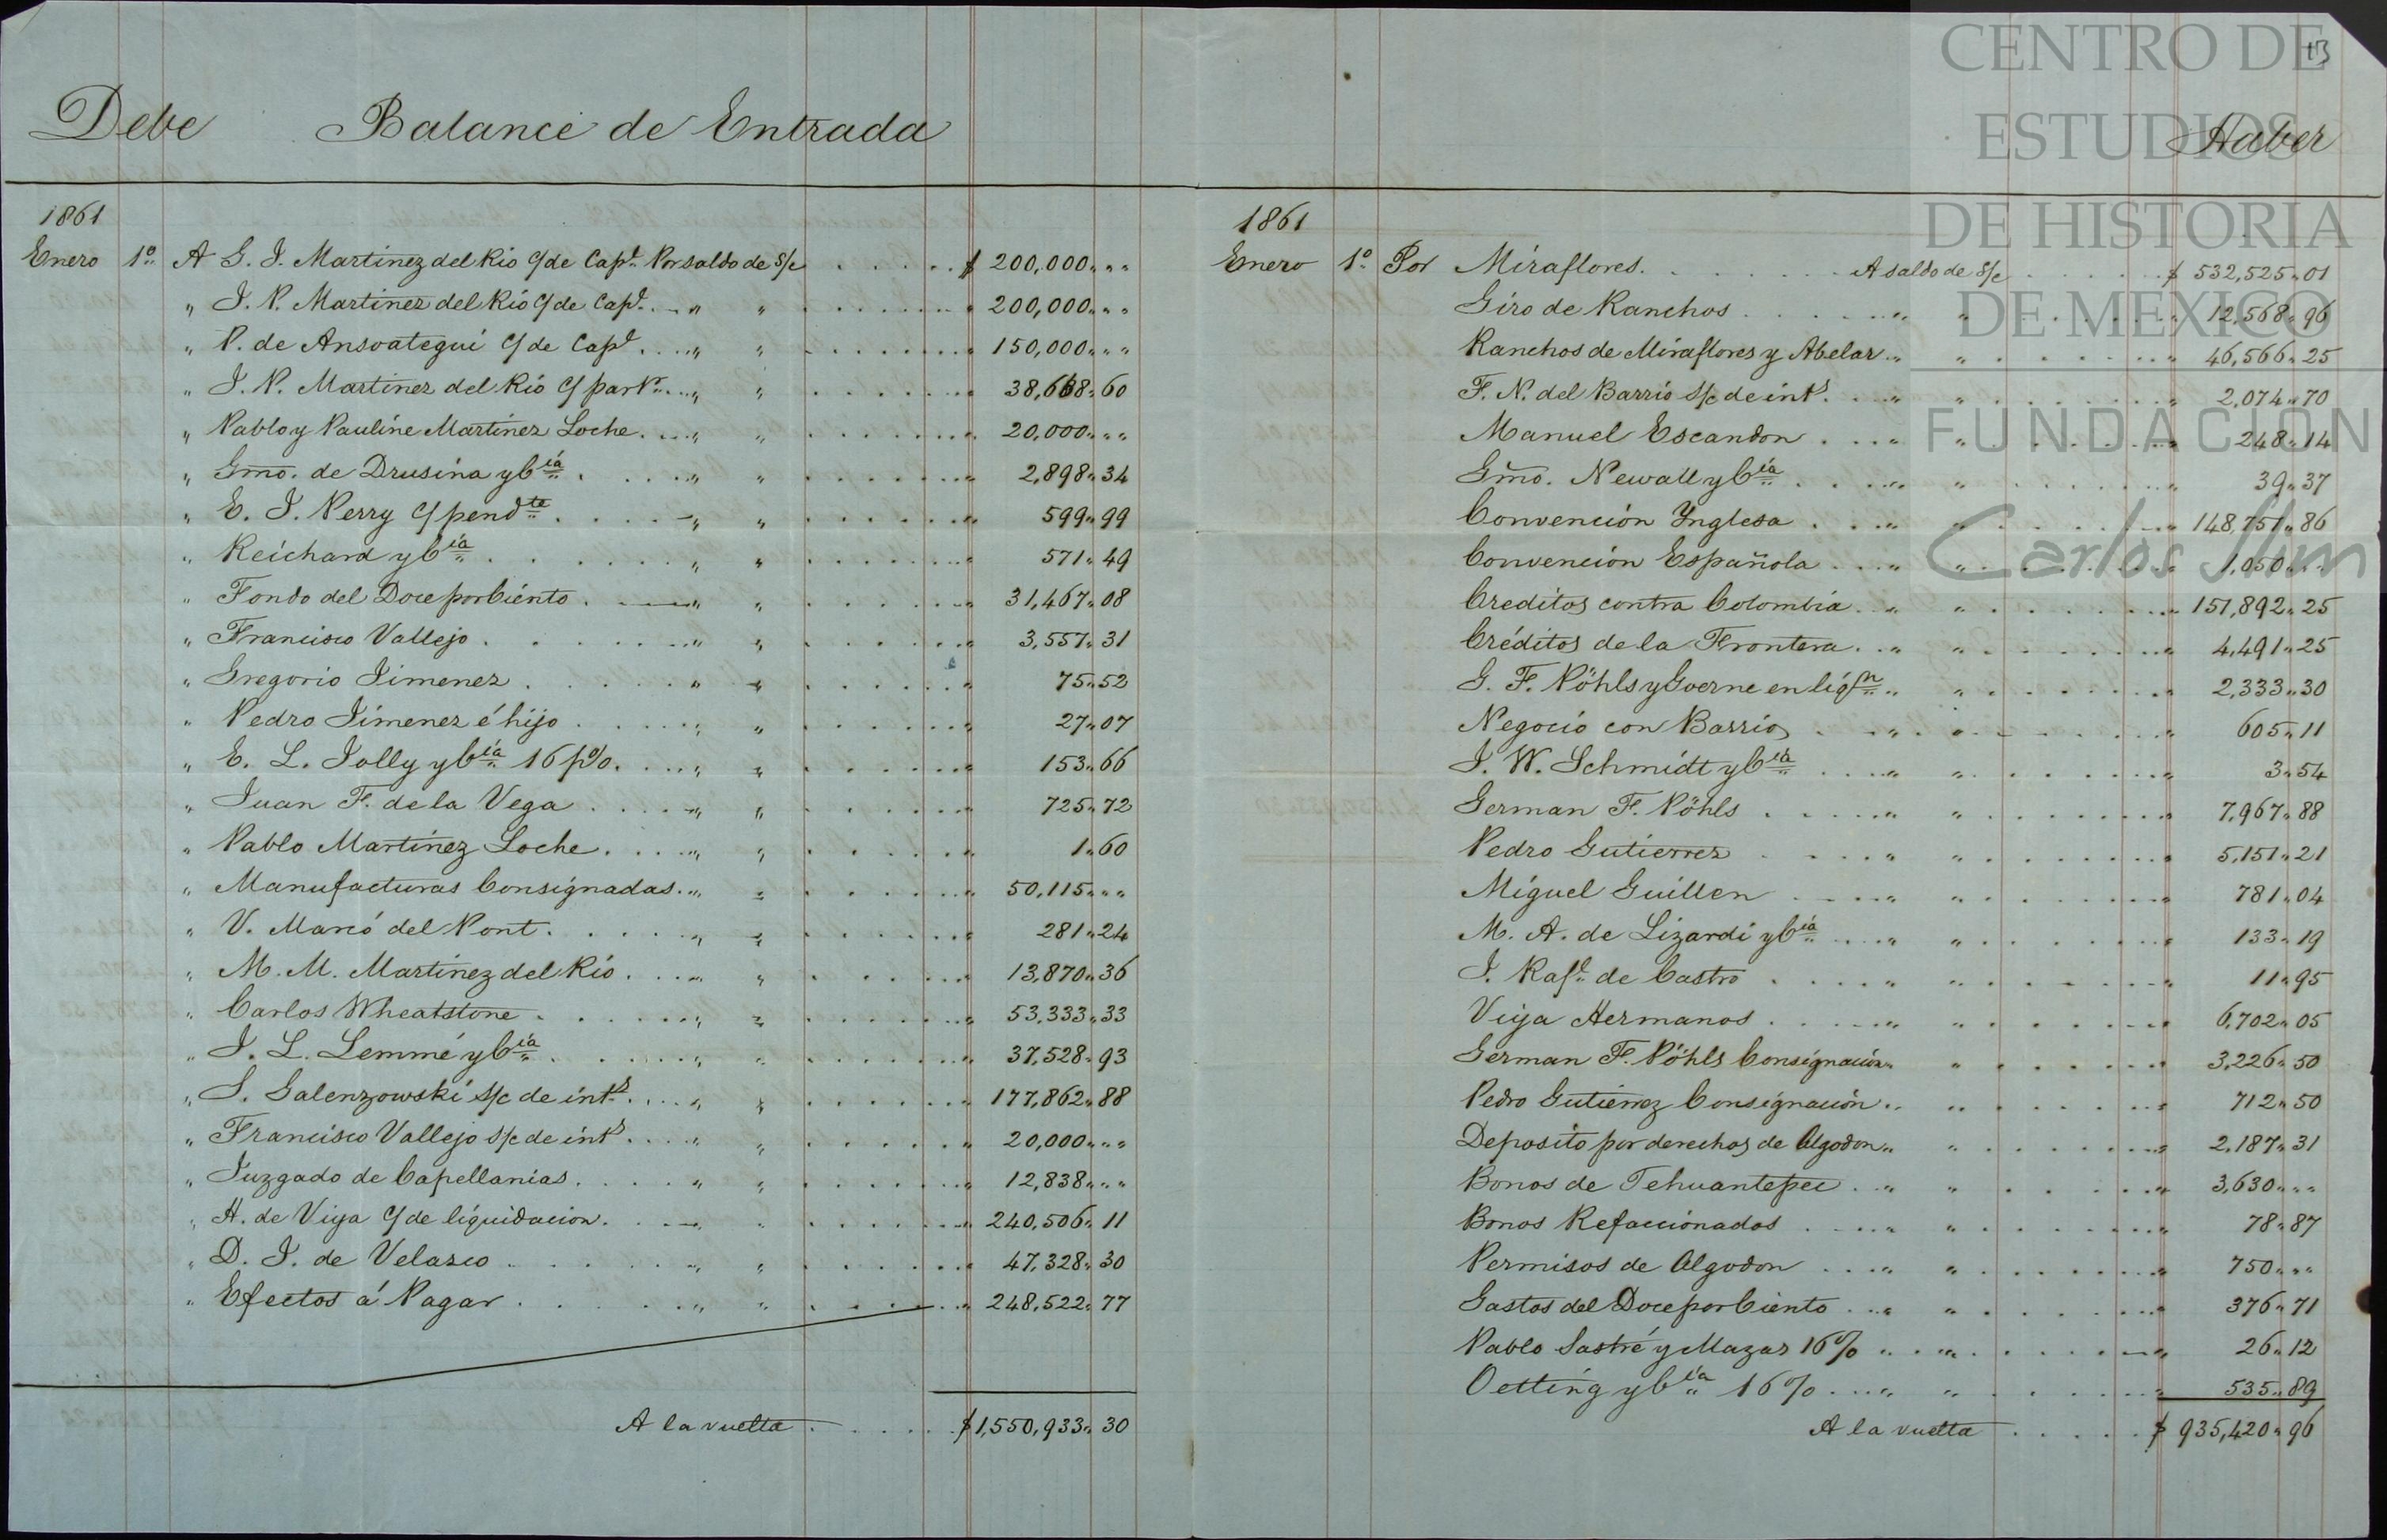 Debe Balance de Entrada
1861
Enero 1º A G. J. Martinez del Rio c/ de Capl. Por saldo de s/c $ 200,000 " "
" J. P. Martinez del Rio c/ de Capl. " " " 200,000 " "
" P. de Ansoategui c/ de Capl. " " " 150,000 " "
" J. P. Martinez del Rio c/ partr. " " " 38,668 " 60
" Pablo y Pauline Martinez Loche. " " " 20,000 " "
" Gmo. de Drusina y Cía " " " 2,898 " 34
" E. J. Perry c/ pendte " " " 599 " 99
" Reichard y Cía " " " 571 " 49
" Fondo del Doce por Ciento " " " 31,467 " 08
" Francisco Vallejo " " " 3,557 " 31
" Gregorio Jimenez " " " 75 " 52
" Pedro Jimenez é hijo " " " 27 " 07
" E. L. Jolly y Cía 16 p% " " " 153 " 66
" Juan F. de la Vega " " " 725 " 72
" Pablo Martinez Loche " " " 1 " 60
" Manufacturas Consignadas " " " 50,115 " "
" V. Marcó del Pont " " " 281 " 24
" M. M. Martinez del Rio " " " 13,870 " 36
" Carlos Wheatstone " " " 53,333 " 33
" J. L. Lemmé y Cía " " " 37,528 " 93
" S. Galenzowski s/c de ints. " " " 177,862 " 88
" Francisco Vallejo s/c de ints. " " " 20,000 " "
" Juzgado de Capellanias " " " 12,838 " "
" A. de Viya c/ de liquidacion " " " 240,506 " 11
" D. J. de Velasco " " " 47,328 " 30
" Efectos á Pagar " " " 248,522 " 77
A la vuelta $ 1,550,933 " 30
13
Haber
1861
Enero 1º Por Miraflores. A saldo de s/c $ 532,525 " 01
Giro de Ranchos " " " 12,568 " 96
Ranchos de Miraflores y Abelar " " " 46,566 " 25
F. N. del Barrio s/c de ints. " " " 2,074 " 70
Manuel Escandon " " " 248 " 14
Gmo. Newall y Cía " " " 39 " 37
Convención Ynglesa " " " 148,751 " 86
Convención Española " " " 1,050 " "
Creditos contra Colombia " " " 151,892 " 25
Créditos de la Frontera " " " 4,491 " 25
G. F. Pöhls y Goerne en liqn " " " 2,333 " 30
Negocio con Barrio " " " 605 " 11
J. W. Schmidt y Cía " " " 3 " 54
German F. Pöhls " " " 7,967 " 88
Pedro Gutierrez " " " 5,151 " 21
Miguel Guillen " " " 781 " 04
M. A. de Lizardi y Cía " " " 133 " 19
J. Rafl. de Castro " " " 11 " 95
Viya Hermanos " " " 6,702 " 05
German F. Pöhls Consignación " " " 3,226 " 50
Pedro Gutierrez Consignación " " " 712 " 50
Deposito por derechos de Algodon " " " 2,187 " 31
Bonos de Tehuantepec " " " 3,630 " "
Bonos Refaccionados " " " 78 " 87
Permisos de Algodon " " " 750 " "
Gastos del Doce por Ciento " " " 376 " 71
Pablo Sastré y Mazas 16% " " " 26 " 12
Oetling y Cía 16% " " " 535 " 89
A la vuelta $ 935,420 " 96
CENTRO DE
ESTUDIOS
DE HISTORIA
DE MEXICO
FUNDACION
Carlos Slim